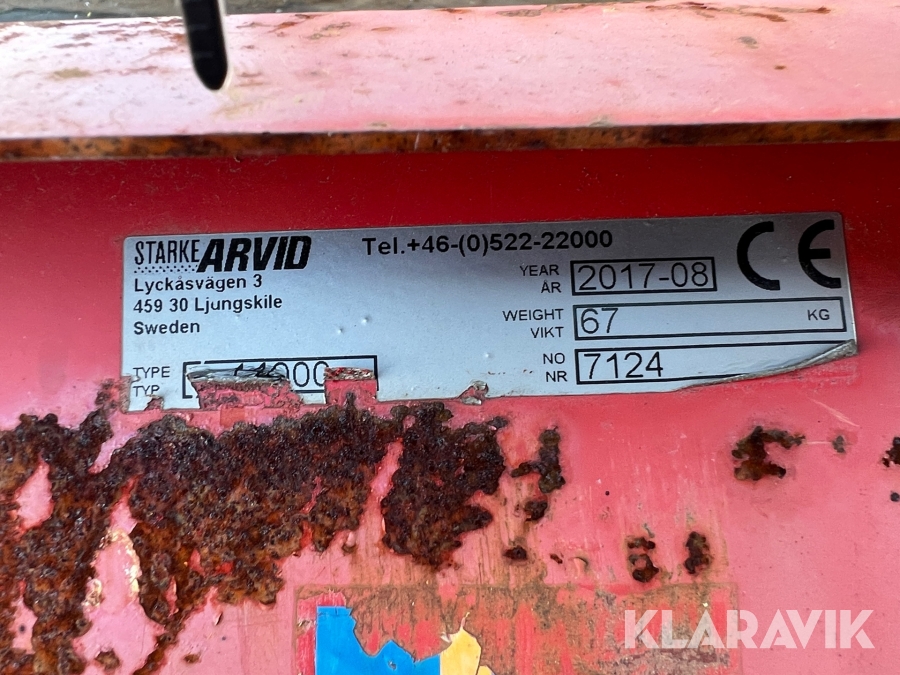 STARKE ARVID
Lyckåsvägen 3
459 30 Ljungskile
Sweden
TYPE
TYP
Tel.+46-(0)522-22000
YEAR
ÅR
2017-08
WEIGHT
VIKT
67 KG
NO
NR
7124
CE
KLARAVIK